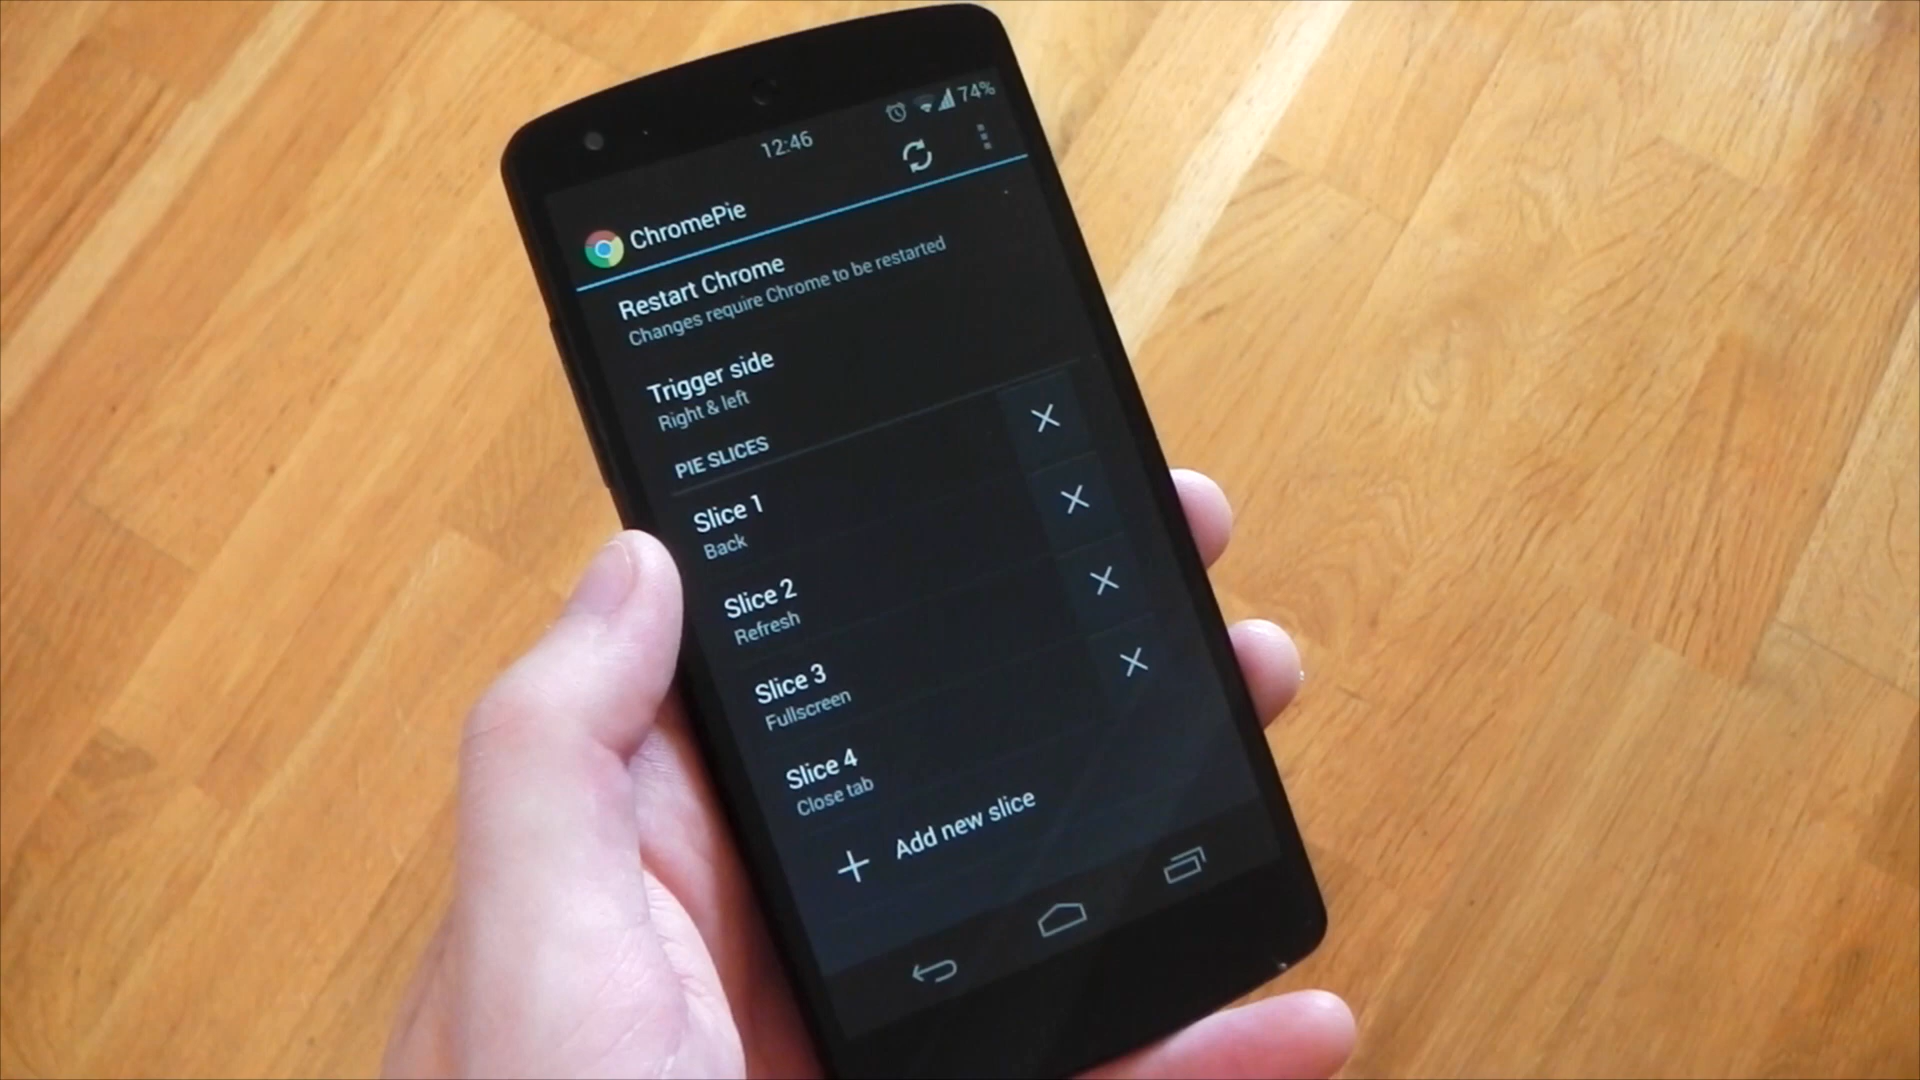 12:46
74%
ChromePie
Restart Chrome
Changes require Chrome to be restarted
Trigger side
Right & left
PIE SLICES
Slice 1
Back
Slice 2
Refresh
Slice 3
Fullscreen
Slice 4
Close tab
Add new slice